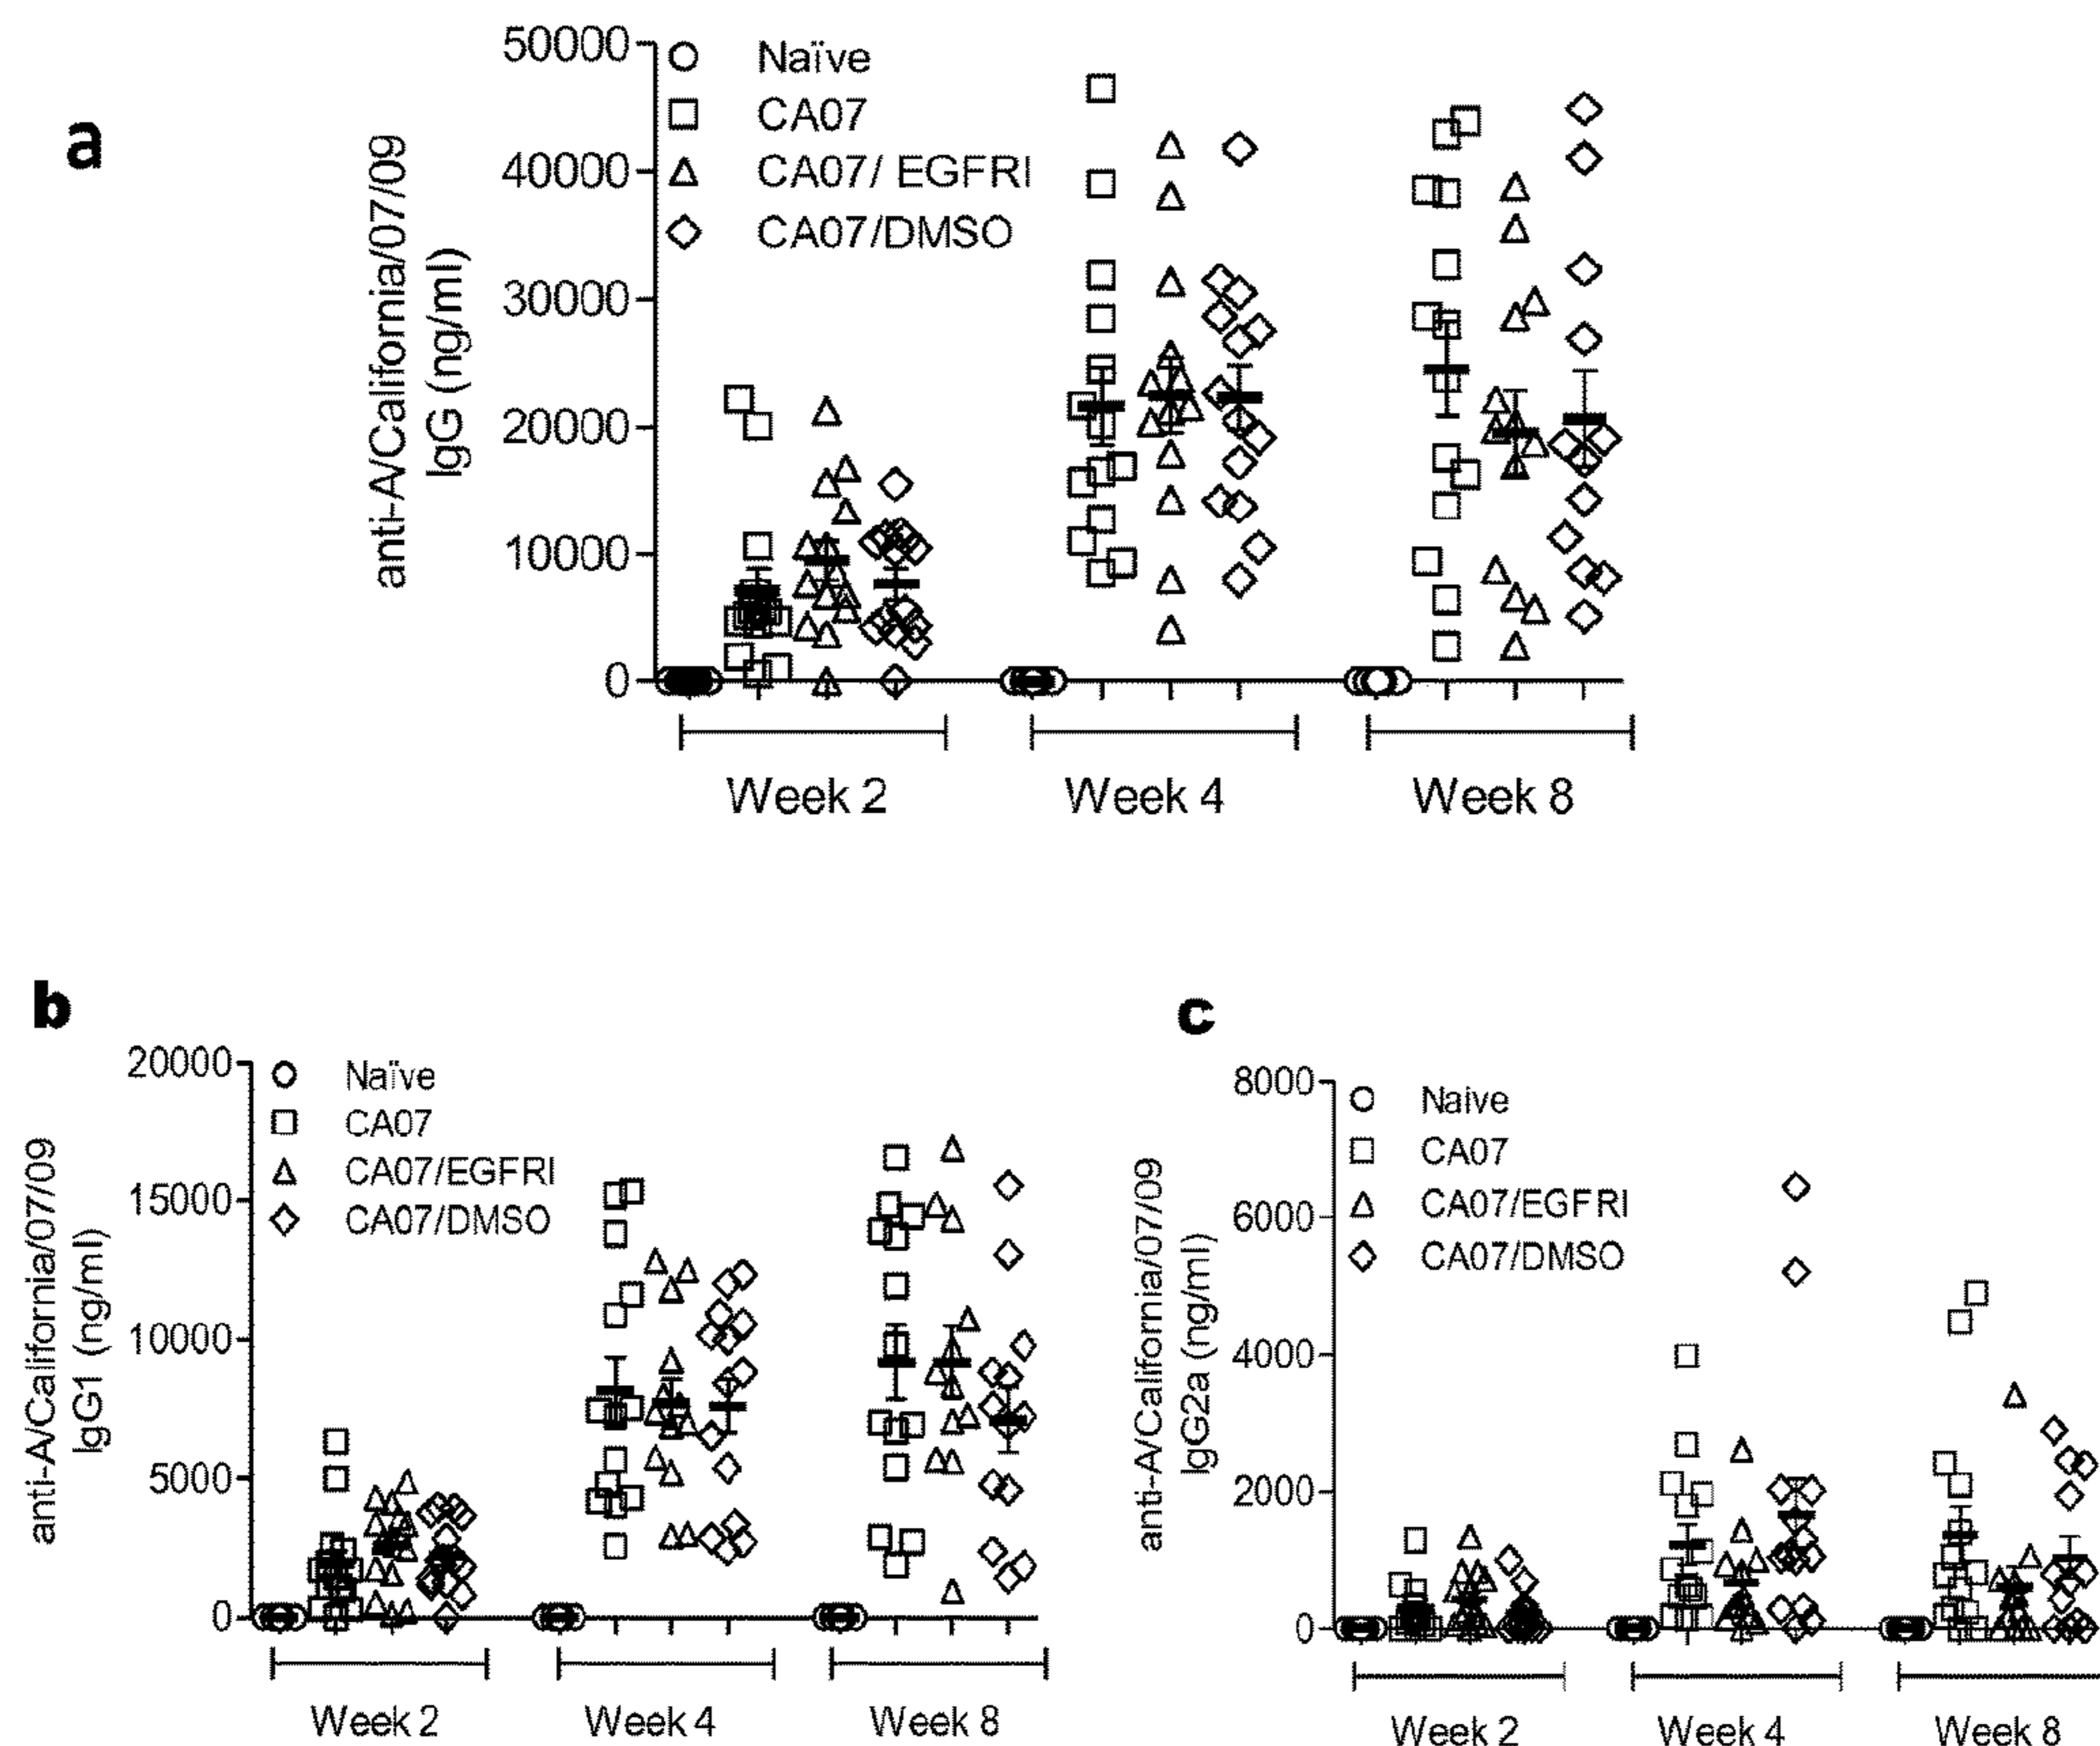 a
anti-A/California/07/09
IgG (ng/ml)
50000
40000
30000
20000
10000
0
Naïve
CA07
CA07/ EGFRI
CA07/DMSO
Week 2
Week 4
Week 8
b
anti-A/California/07/09
IgG1 (ng/ml)
20000
15000
10000
5000
0
Naïve
CA07
CA07/EGFRI
CA07/DMSO
Week 2
Week 4
Week 8
c
anti-A/California/07/09
IgG2a (ng/ml)
8000
6000
4000
2000
0
Naive
CA07
CA07/EGFRI
CA07/DMSO
Week 2
Week 4
Week 8